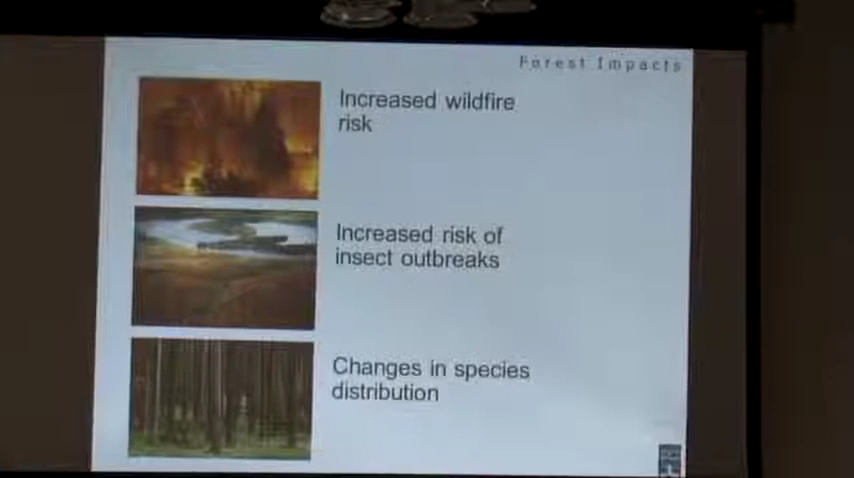 Forest Impacts
Increased wildfire
risk
Increased risk of
insect outbreaks
Changes in species
distribution